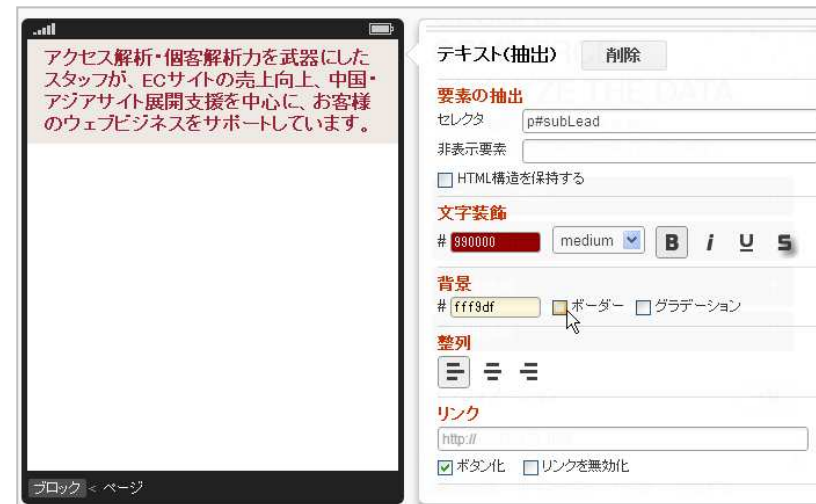 アクセス解析・個客解析力を武器にした
スタッフが、ECサイトの売上向上、中国・
アジアサイト展開支援を中心に、お客様
のウェブビジネスをサポートしています。
ブロック < ページ
テキスト(抽出) 削除
要素の抽出
セレクタ p#subLead
非表示要素
HTML構造を保持する
文字装飾
# 990000 medium B i U S
背景
# fff9df ボーダー グラデーション
整列
リンク
http://
ボタン化 リンクを無効化